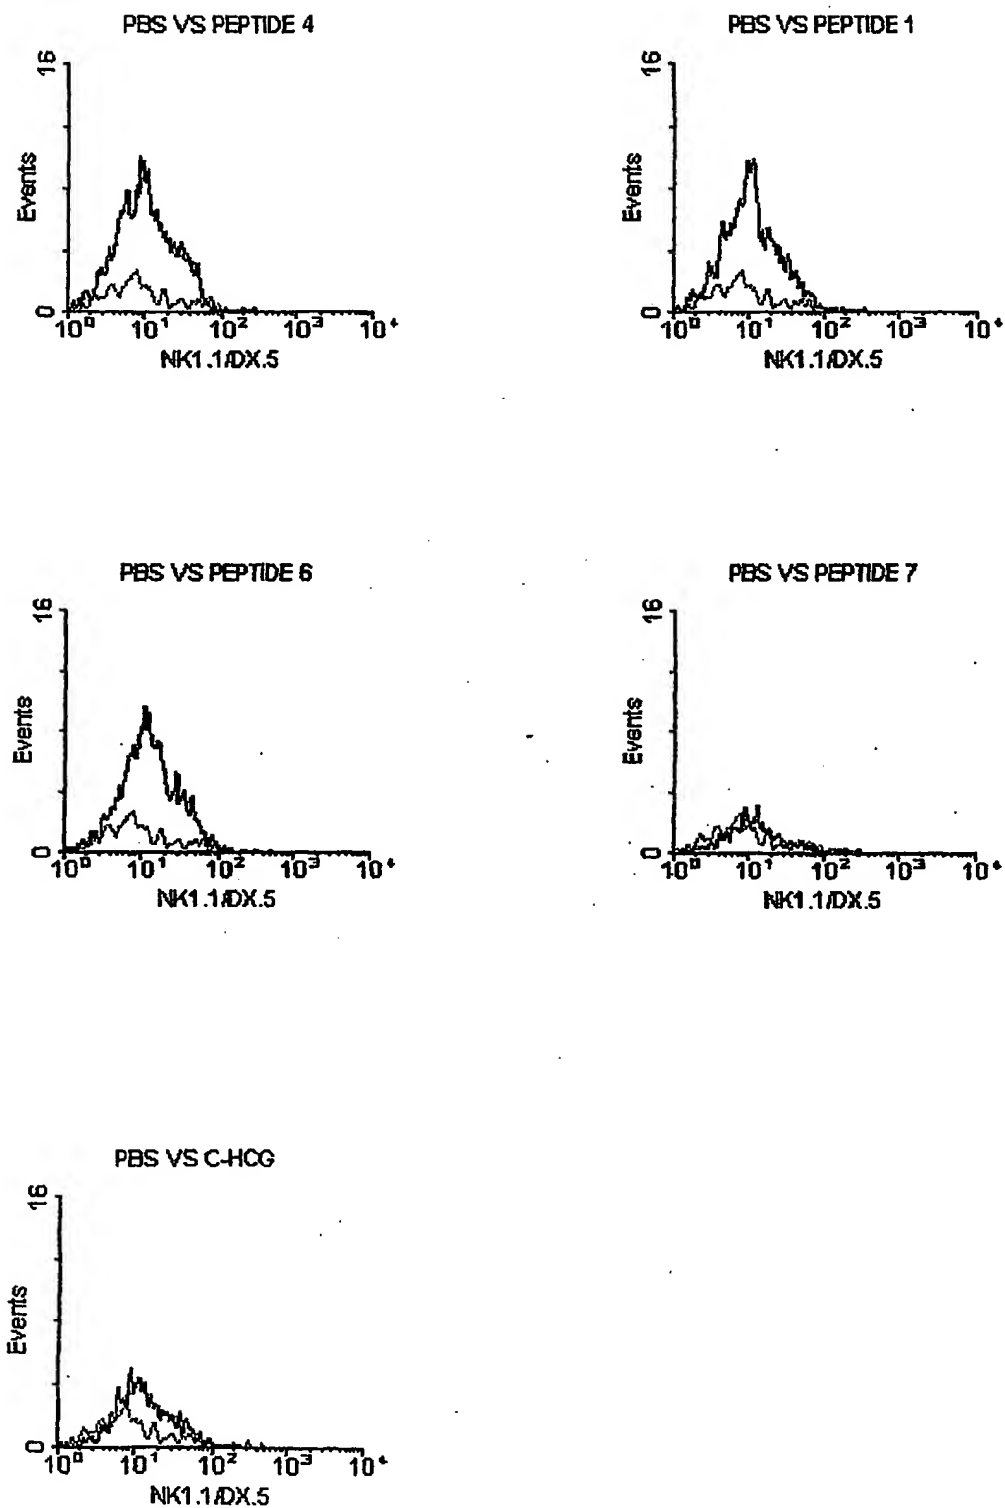 PBS VS PEPTIDE 4
16
Events
0
10⁰ 10¹ 10² 10³ 10⁴
NK1.1/DX.5
PBS VS PEPTIDE 1
16
Events
0
10⁰ 10¹ 10² 10³ 10⁴
NK1.1/DX.5
PBS VS PEPTIDE 6
16
Events
0
10⁰ 10¹ 10² 10³ 10⁴
NK1.1/DX.5
PBS VS PEPTIDE 7
16
Events
0
10⁰ 10¹ 10² 10³ 10⁴
NK1.1/DX.5
PBS VS C-HCG
16
Events
0
10⁰ 10¹ 10² 10³ 10⁴
NK1.1/DX.5